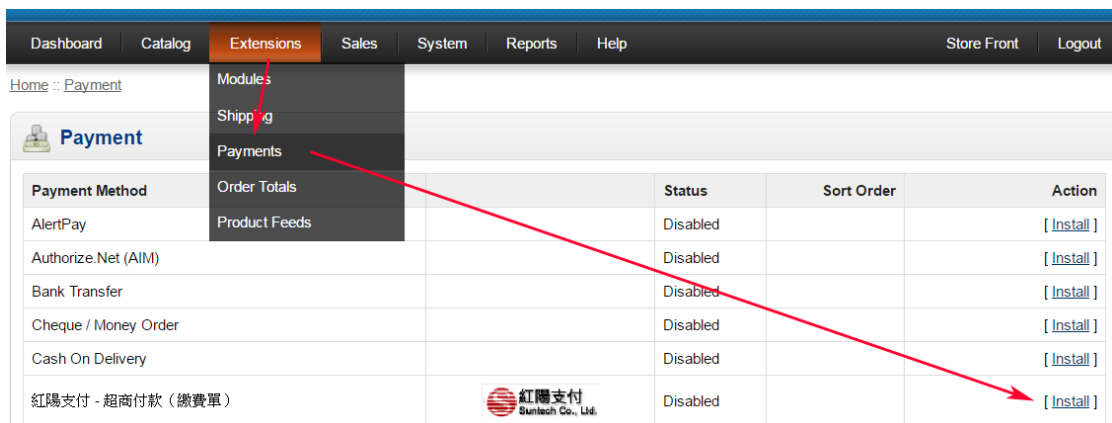 Dashboard Catalog Extensions Sales System Reports Help Store Front Logout
Home :: Payment
Modules
Shipping
Payments
Order Totals
Product Feeds
Payment
Payment Method Status Sort Order Action
AlertPay Disabled [ Install ]
Authorize.Net (AIM) Disabled [ Install ]
Bank Transfer Disabled [ Install ]
Cheque / Money Order Disabled [ Install ]
Cash On Delivery Disabled [ Install ]
紅陽支付 - 超商付款（繳費單） 紅陽支付 Suntech Co., Ltd. Disabled [ Install ]